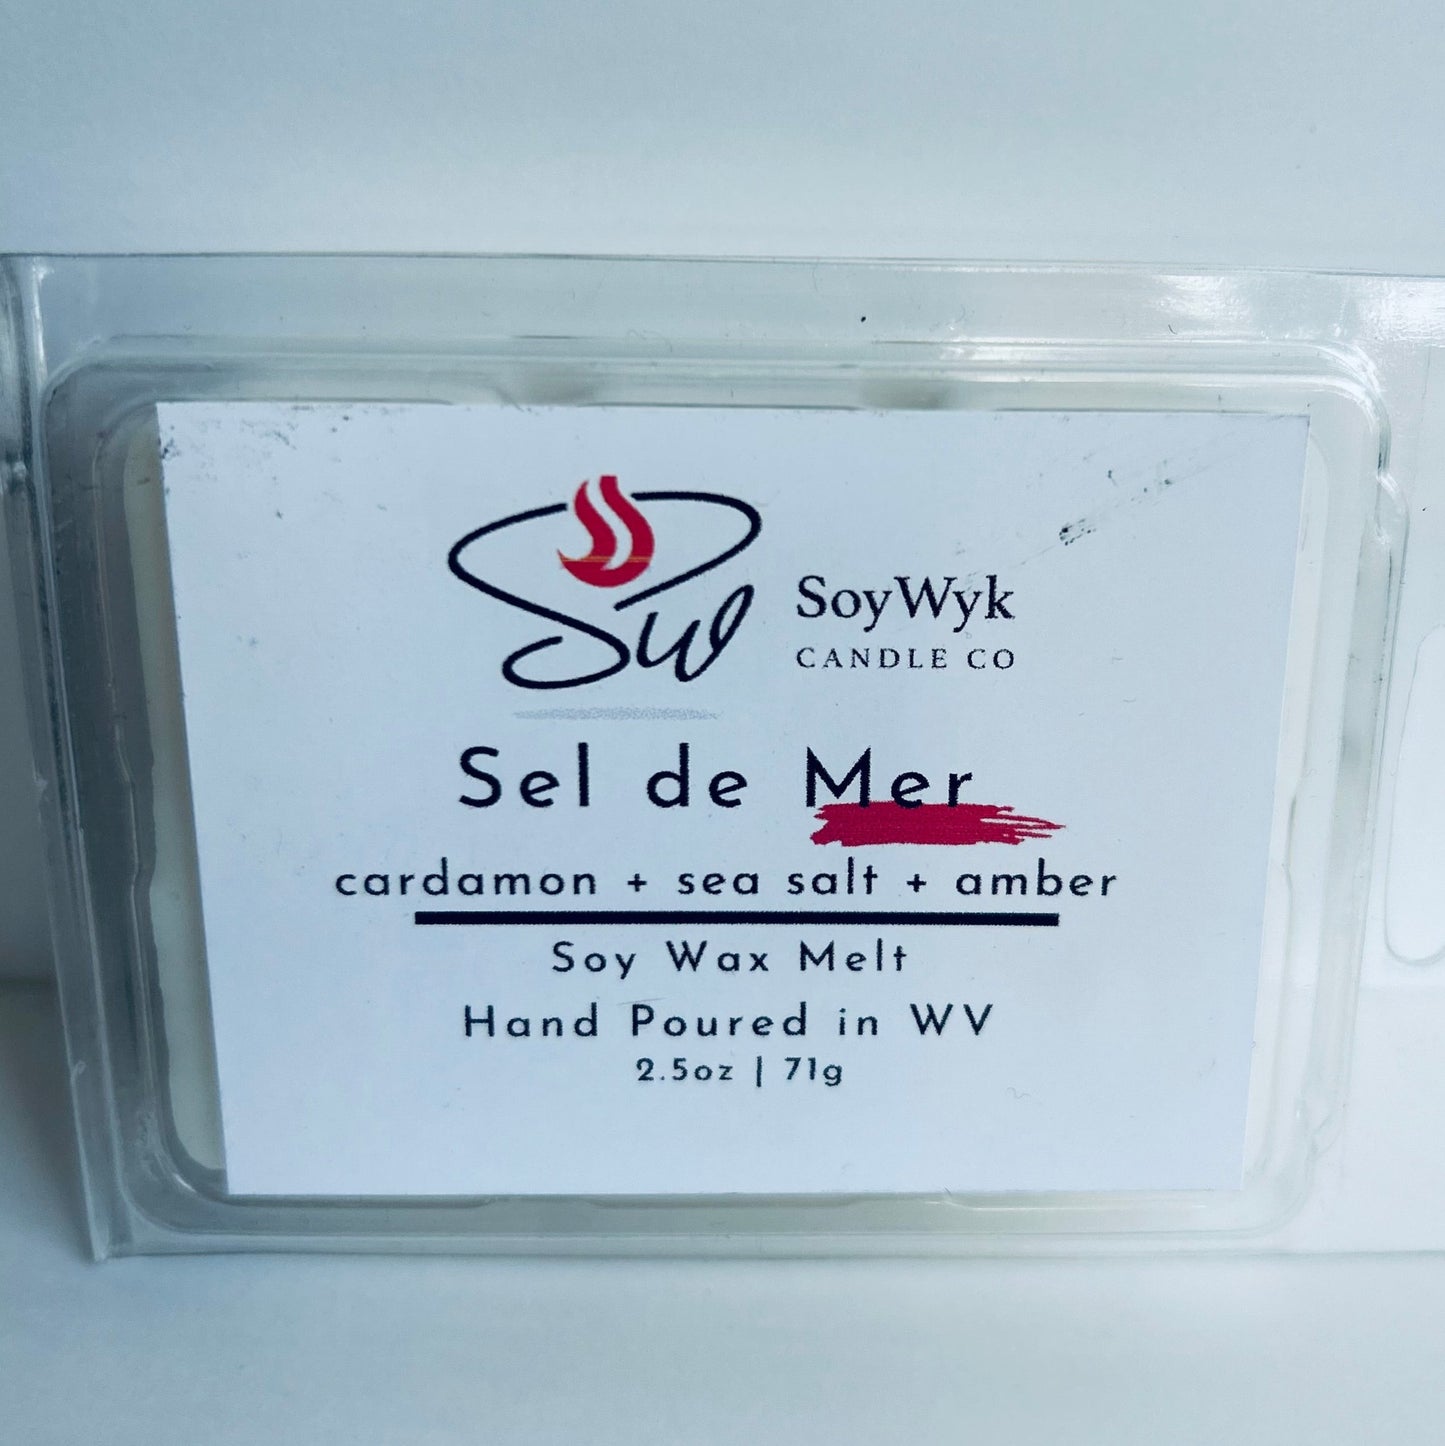 Sw
SoyWyk
CANDLE CO
Sel de Mer
cardamon + sea salt + amber
Soy Wax Melt
Hand Poured in WV
2.5oz | 71g